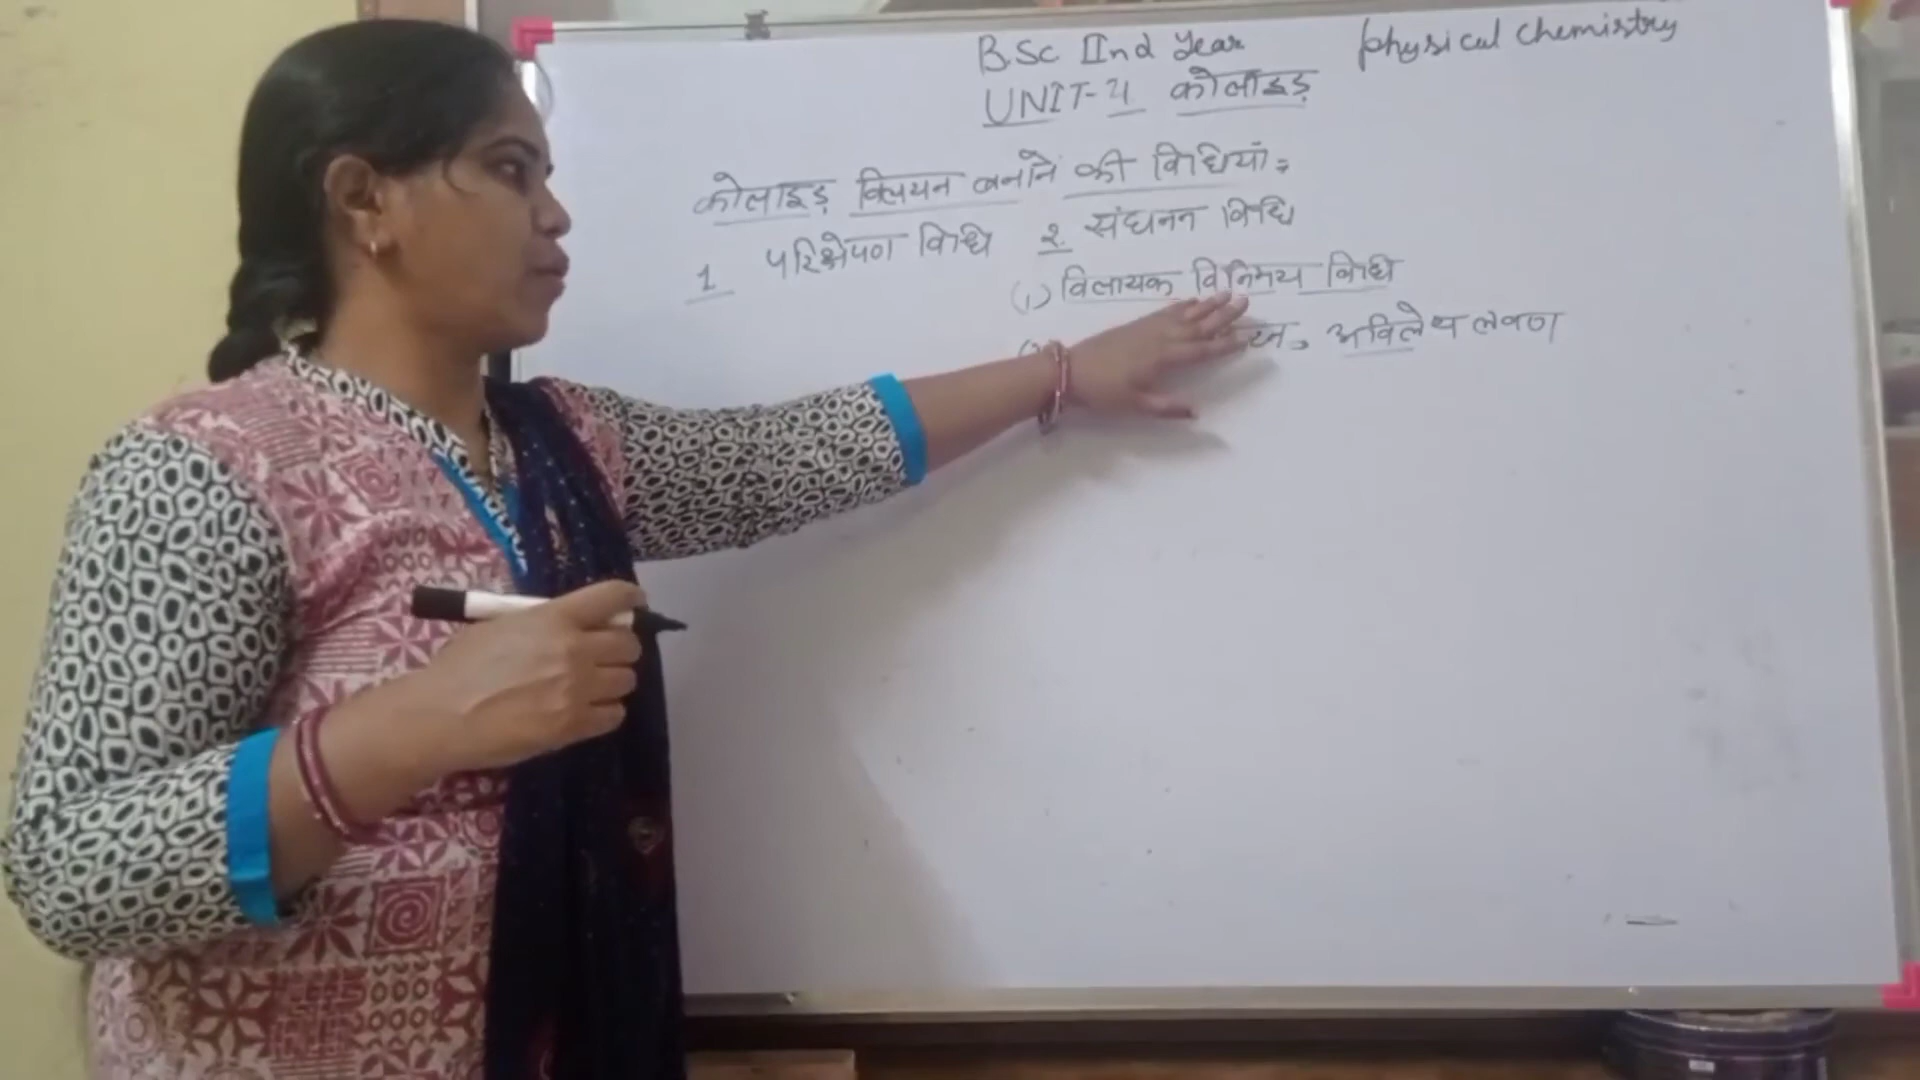 B.Sc IInd Year physical chemistry
UNIT-4 कोलाइड
कोलाइड विलयन बनाने की विधियाँ :-
1 परिक्षेपण विधि 2. संघनन विधि
(1) विलायक विनिमय विधि
अविलेय लवण